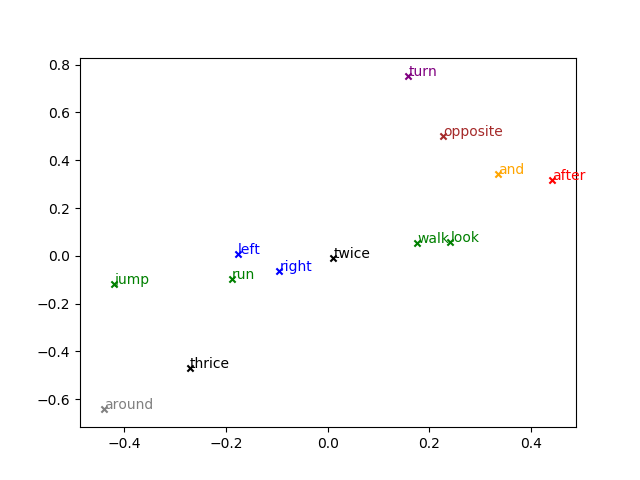 0.8
turn
0.6
opposite
0.4
and
after
0.2
walk
look
0.0
left
twice
right
run
jump
−0.2
−0.4
thrice
−0.6
around
−0.4
−0.2
0.0
0.2
0.4